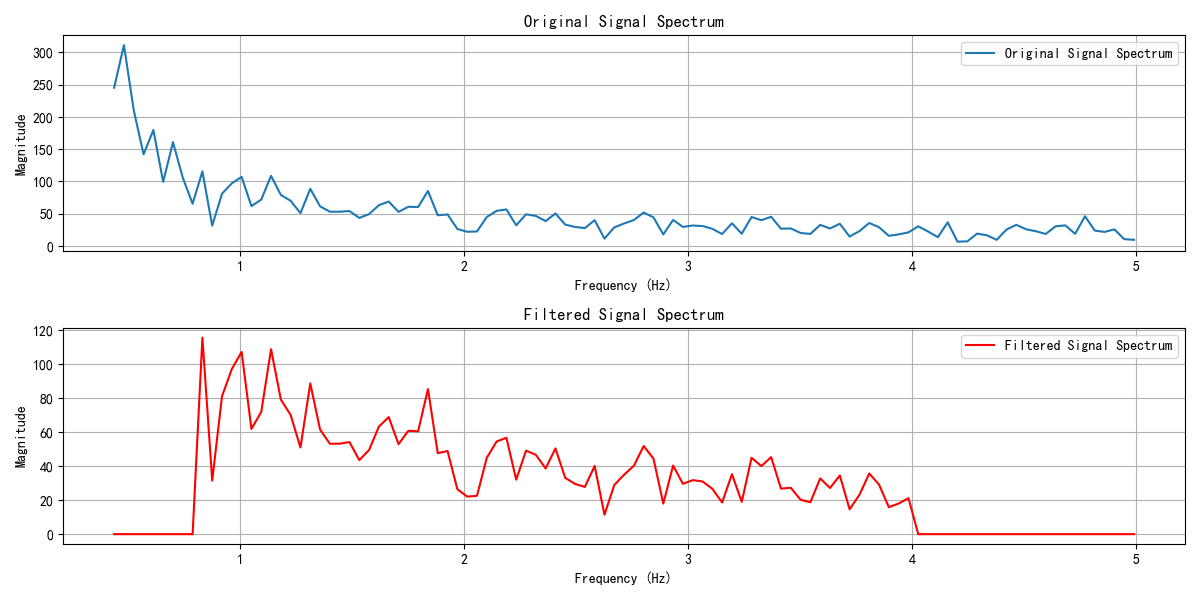 Original Signal Spectrum
Original Signal Spectrum
Magnitude
300
250
200
150
100
50
0
1 2 3 4 5
Frequency (Hz)
Filtered Signal Spectrum
Filtered Signal Spectrum
Magnitude
120
100
80
60
40
20
0
1 2 3 4 5
Frequency (Hz)